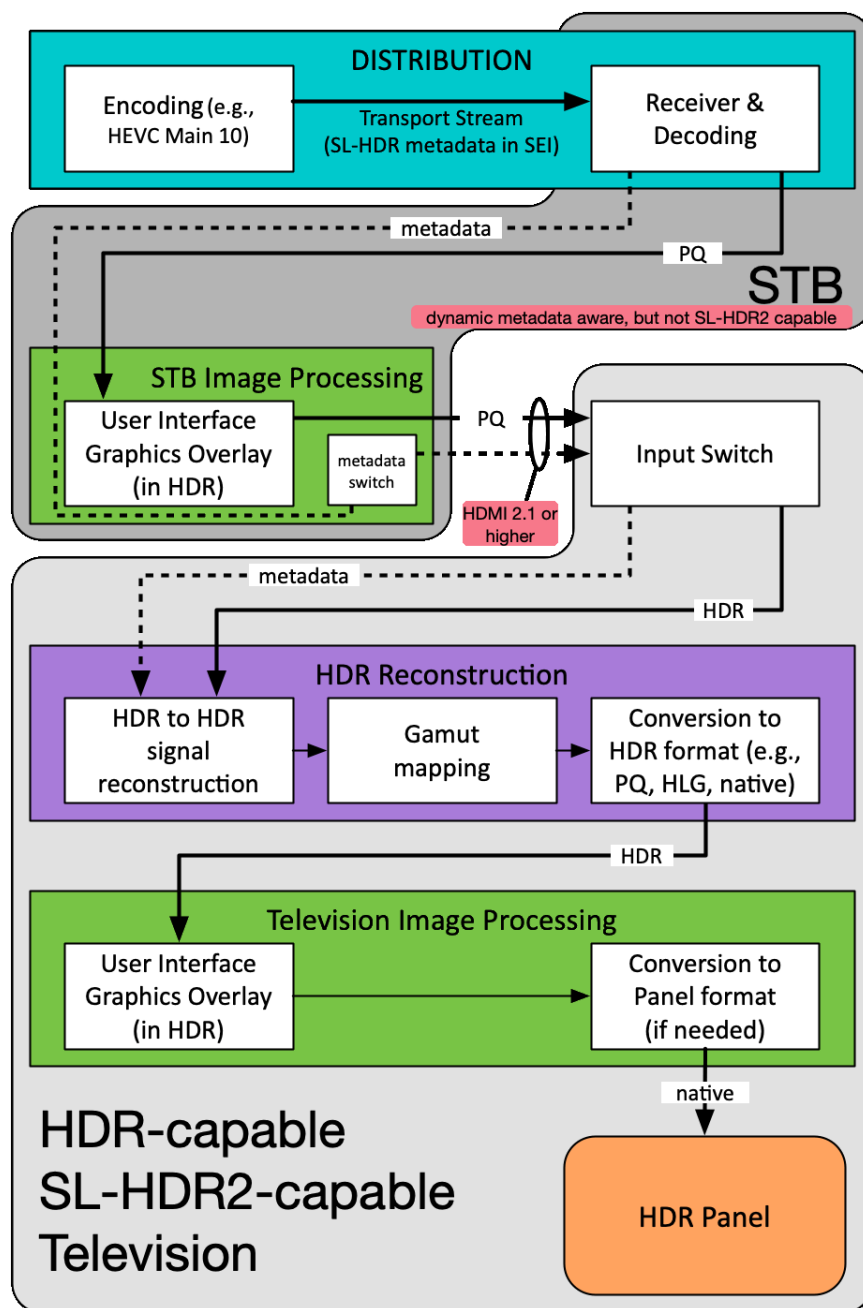 DISTRIBUTION
Encoding (e.g.,
HEVC Main 10)
Transport Stream
(SL-HDR metadata in SEI)
Receiver &
Decoding
metadata
PQ
STB
dynamic metadata aware, but not SL-HDR2 capable
STB Image Processing
User Interface
Graphics Overlay
(in HDR)
metadata
switch
PQ
HDMI 2.1 or
higher
Input Switch
metadata
HDR
HDR Reconstruction
HDR to HDR
signal
reconstruction
Gamut
mapping
Conversion to
HDR format (e.g.,
PQ, HLG, native)
HDR
Television Image Processing
User Interface
Graphics Overlay
(in HDR)
Conversion to
Panel format
(if needed)
native
HDR-capable
SL-HDR2-capable
Television
HDR Panel